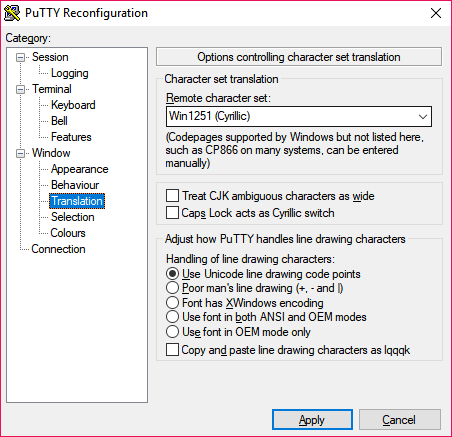 PuTTY Reconfiguration
Category:
Session
Logging
Terminal
Keyboard
Bell
Features
Window
Appearance
Behaviour
Translation
Selection
Colours
Connection
Options controlling character set translation
Character set translation
Remote character set:
Win1251 (Cyrillic)
(Codepages supported by Windows but not listed here,
such as CP866 on many systems, can be entered
manually)
Treat CJK ambiguous characters as wide
Caps Lock acts as Cyrillic switch
Adjust how PuTTY handles line drawing characters
Handling of line drawing characters:
Use Unicode line drawing code points
Poor man's line drawing (+, - and |)
Font has XWindows encoding
Use font in both ANSI and OEM modes
Use font in OEM mode only
Copy and paste line drawing characters as lqqqk
Apply
Cancel